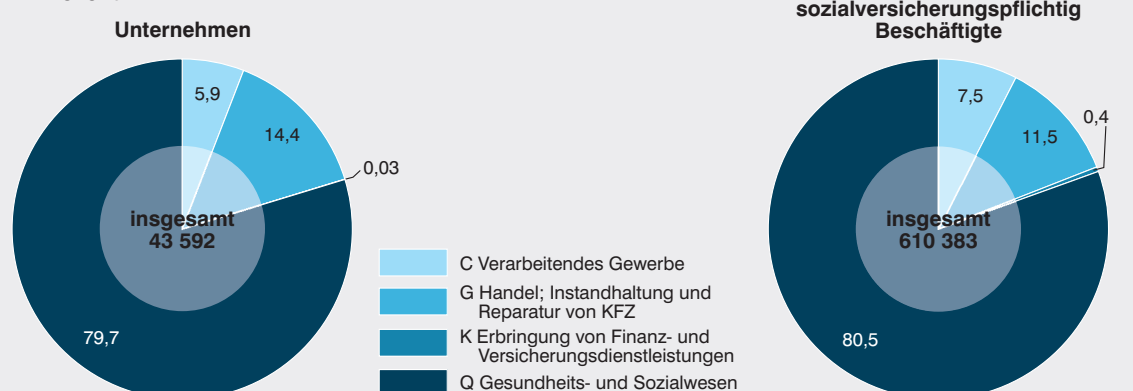 Unternehmen
5,9
14,4
0,03
insgesamt
43 592
79,7
C Verarbeitendes Gewerbe
G Handel; Instandhaltung und
Reparatur von KFZ
K Erbringung von Finanz- und
Versicherungsdienstleistungen
Q Gesundheits- und Sozialwesen
sozialversicherungspflichtig
Beschäftigte
7,5
11,5
0,4
insgesamt
610 383
80,5